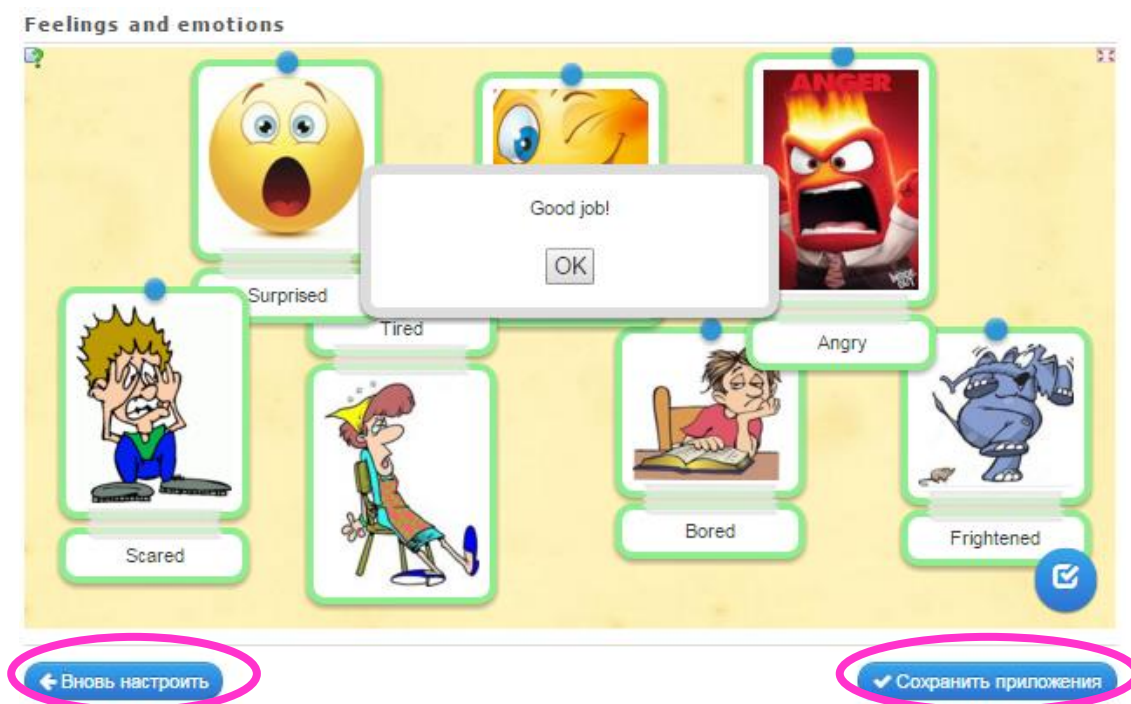 Feelings and emotions
ANGER
Good job!
OK
Surprised
Tired
Angry
Scared
Bored
Frightened
Вновь настроить
Сохранить приложения